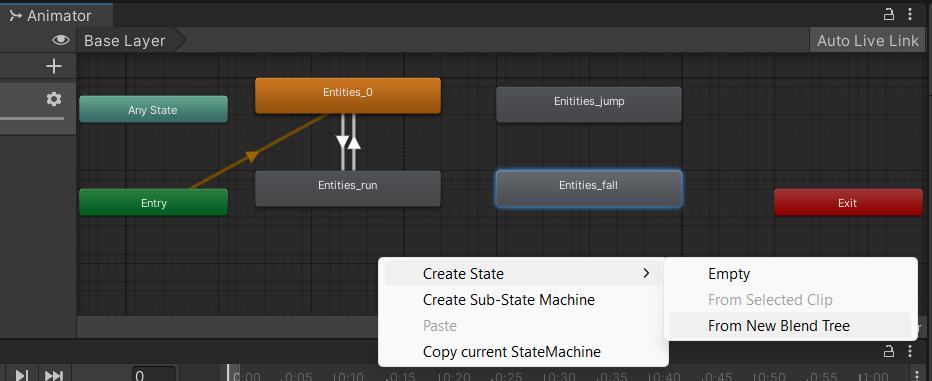 Animator
Base Layer
Auto Live Link
Entities_0
Enitities_jump
Any State
Entities_run
Entities_fall
Entry
Exit
Create State
Create Sub-State Machine
Paste
Copy current StateMachine
Empty
From Selected Clip
From New Blend Tree
0
0:00
0:05
0:10
0:15
0:20
0:25
0:30
0:35
0:40
0:45
0:50
0:55
1:00